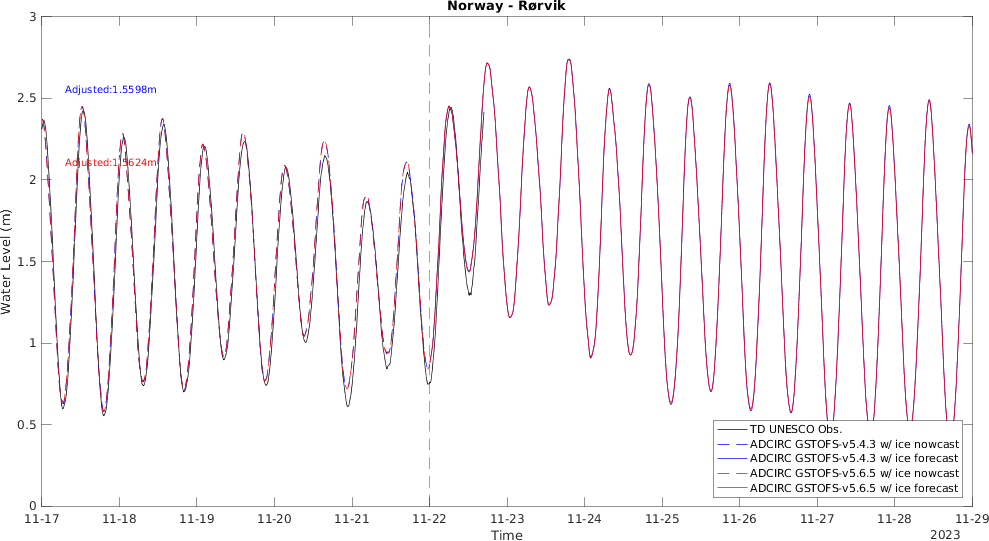 Norway - Rørvik
3
2.5
2
1.5
1
0.5
0
Water Level (m)
Adjusted:1.5598m
Adjusted:1.5624m
TD UNESCO Obs.
ADCIRC GSTOFS-v5.4.3 w/ ice nowcast
ADCIRC GSTOFS-v5.4.3 w/ ice forecast
ADCIRC GSTOFS-v5.6.5 w/ ice nowcast
ADCIRC GSTOFS-v5.6.5 w/ ice forecast
11-17 11-18 11-19 11-20 11-21 11-22 11-23 11-24 11-25 11-26 11-27 11-28 11-29
Time
2023